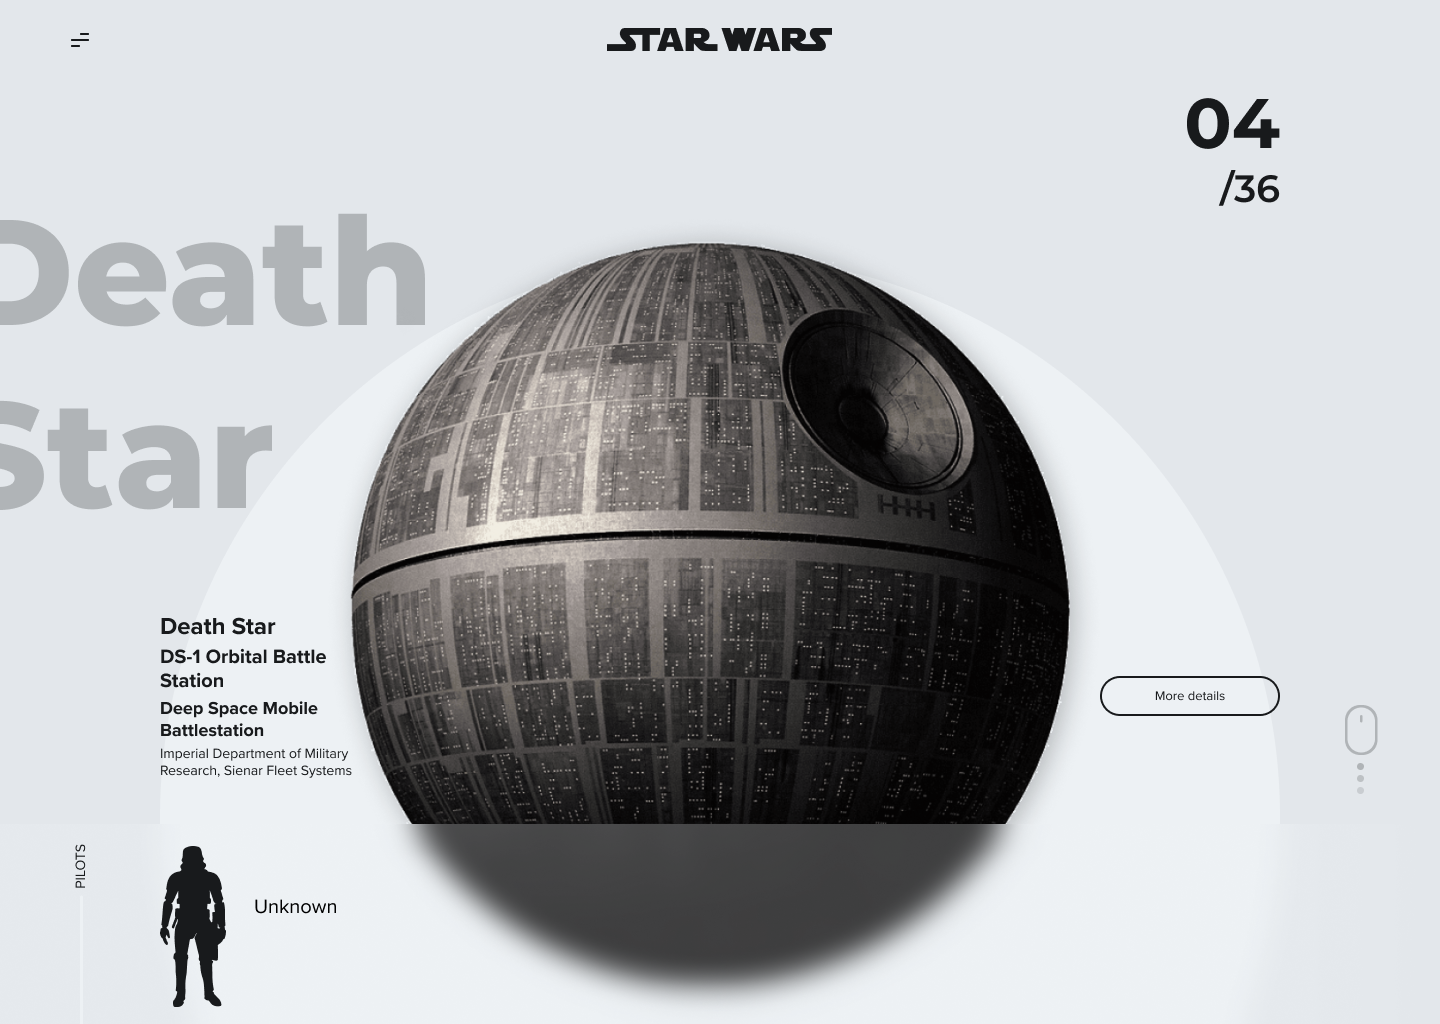 STAR WARS
04
/36
Death
Star
Death Star
DS-1 Orbital Battle
Station
Deep Space Mobile
Battlestation
Imperial Department of Military
Research, Sienar Fleet Systems
More details
PILOTS
Unknown